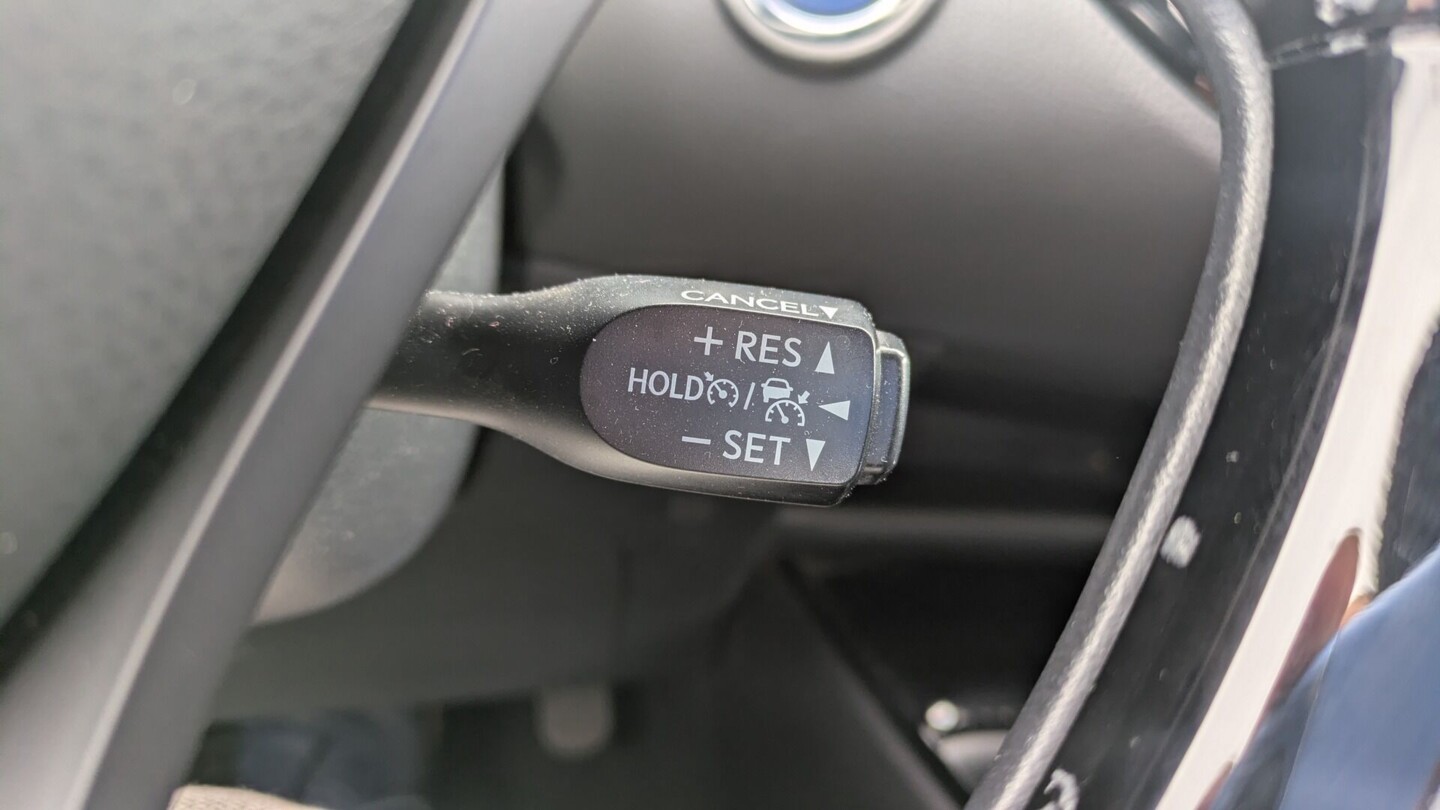 CANCEL▼
+ RES ▲
HOLD / ◀
− SET ▼